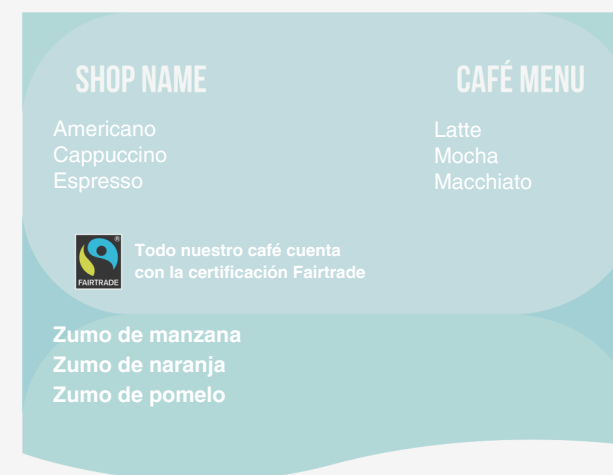 SHOP NAME
CAFÉ MENU
Americano
Cappuccino
Espresso
Latte
Mocha
Macchiato
FAIRTRADE
®
Todo nuestro café cuenta
con la certificación Fairtrade
Zumo de manzana
Zumo de naranja
Zumo de pomelo